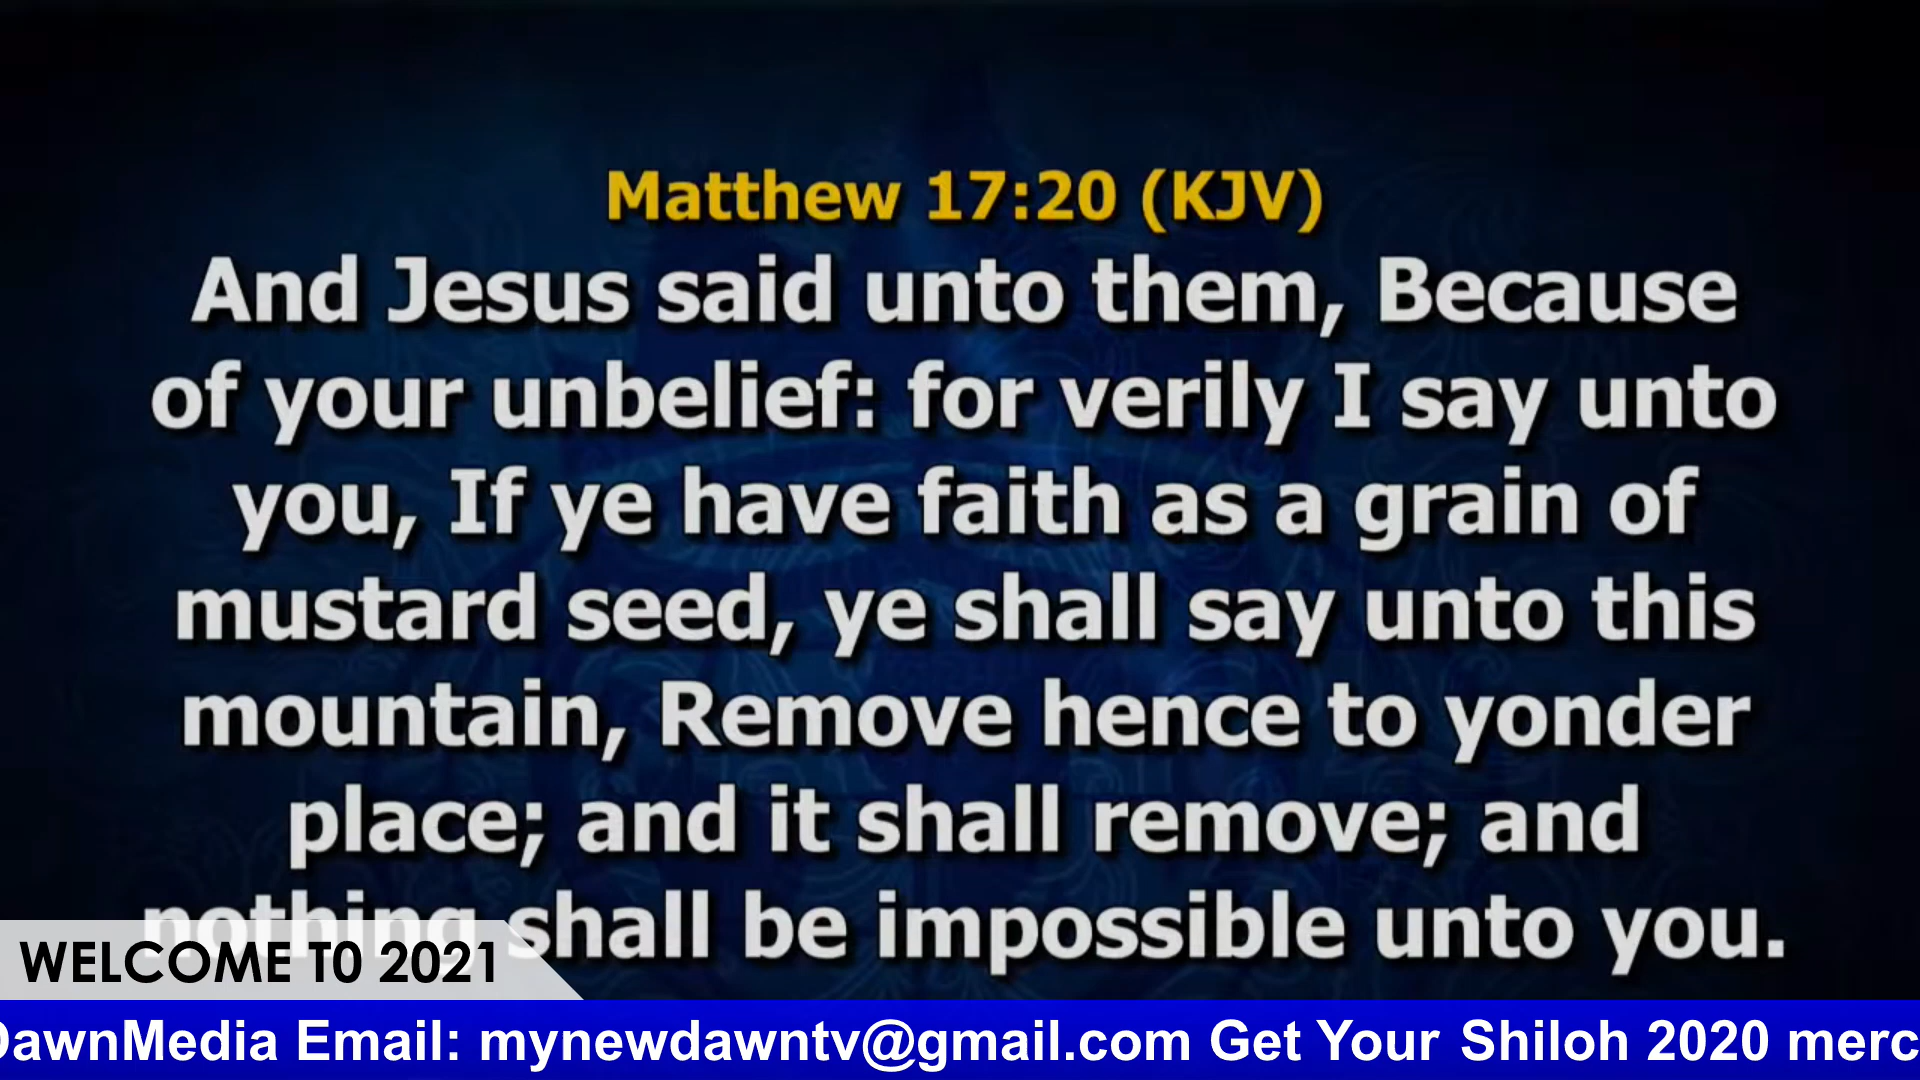 Matthew 17:20 (KJV)
And Jesus said unto them, Because
of your unbelief: for verily I say unto
you, If ye have faith as a grain of
mustard seed, ye shall say unto this
mountain, Remove hence to yonder
place; and it shall remove; and
nothing shall be impossible unto you.
WELCOME T0 2021
DawnMedia Email: mynewdawntv@gmail.com Get Your Shiloh 2020 merc